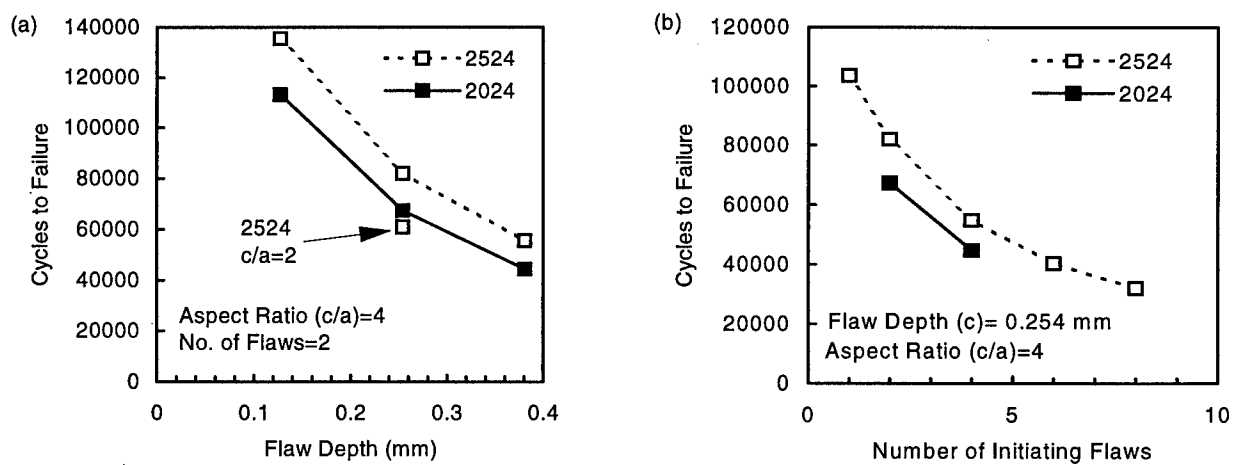 (a)
140000
120000
100000
80000
60000
40000
20000
0
Cycles to Failure
2524
2024
2524
c/a=2
Aspect Ratio (c/a)=4
No. of Flaws=2
0 0.1 0.2 0.3 0.4
Flaw Depth (mm)
(b)
120000
100000
80000
60000
40000
20000
0
Cycles to Failure
2524
2024
Flaw Depth (c)= 0.254 mm
Aspect Ratio (c/a)=4
0 5 10
Number of Initiating Flaws